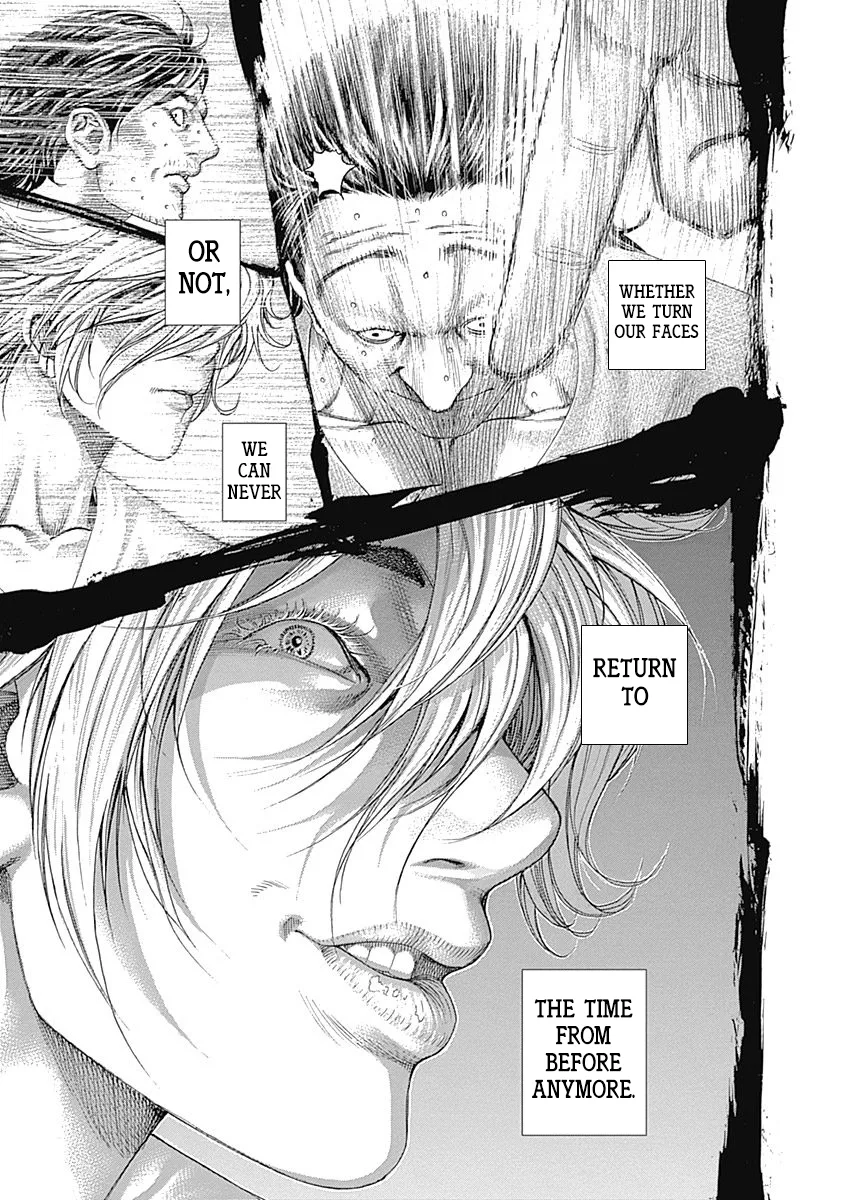 WHETHER
WE TURN
OUR FACES
OR
NOT,
WE
CAN
NEVER
RETURN
TO
THE TIME
FROM
BEFORE
ANYMORE.